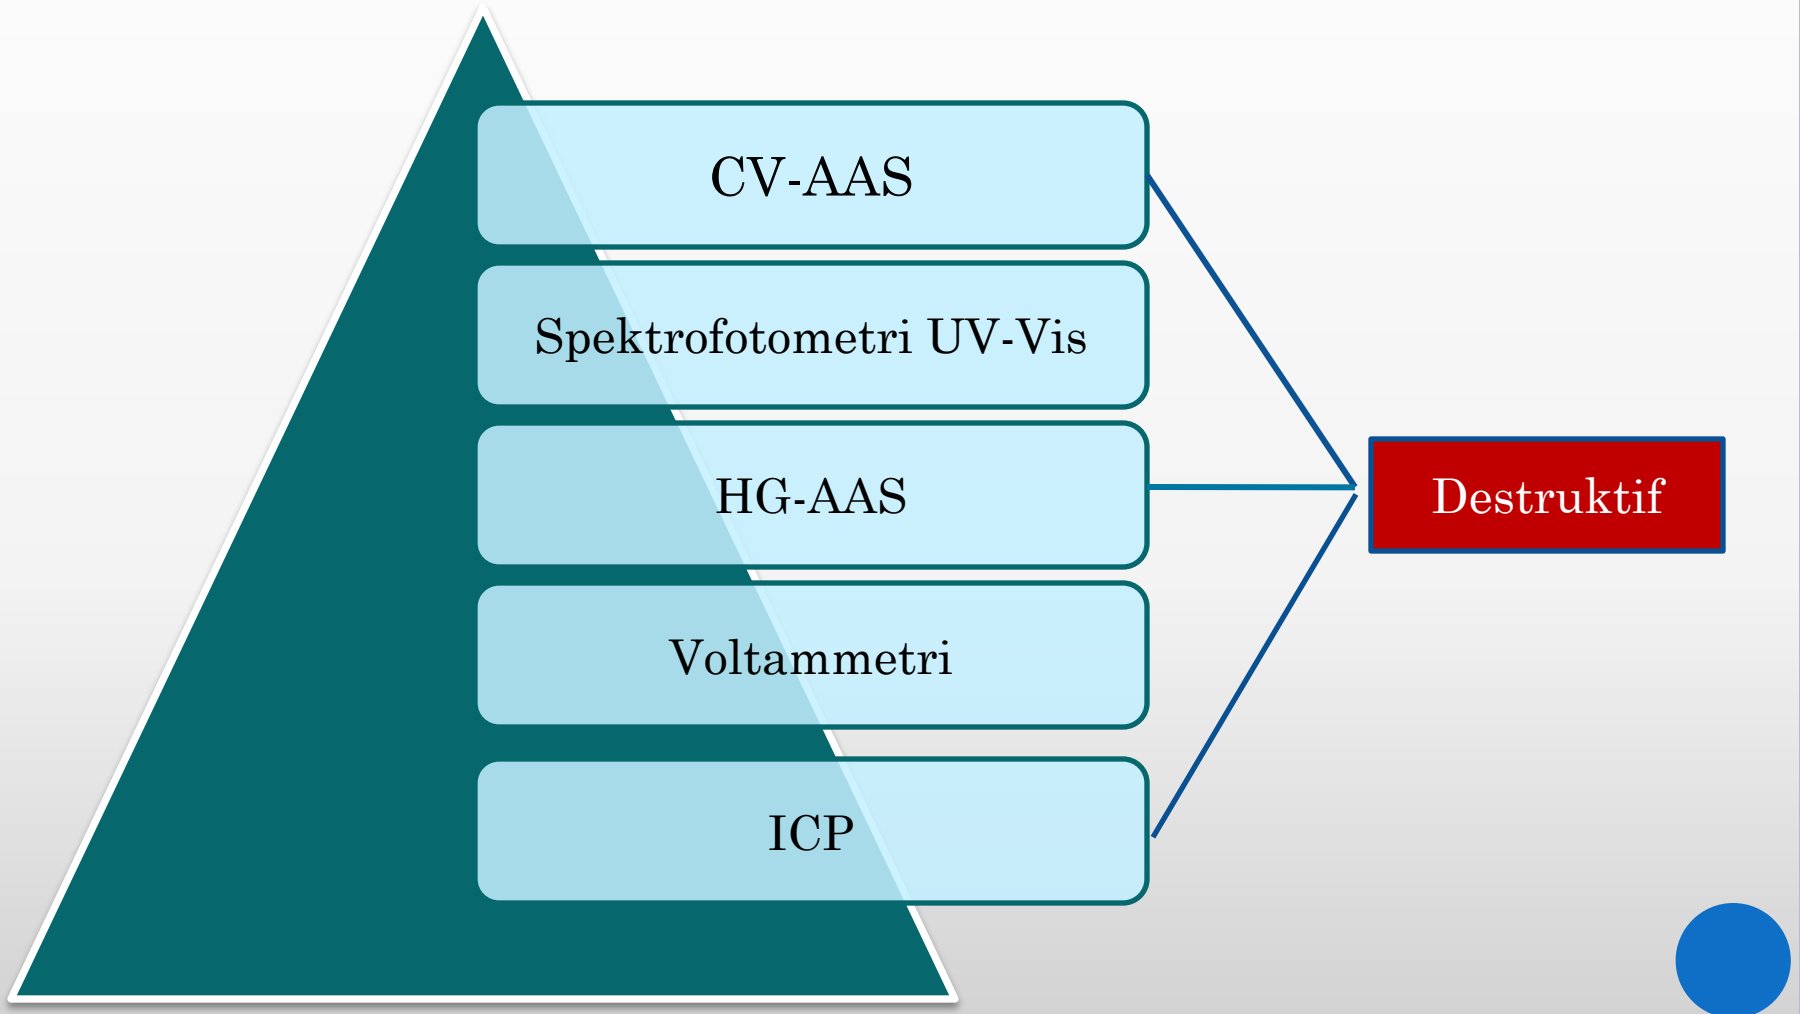 CV-AAS
Spektrofotometri UV-Vis
HG-AAS
Voltammetri
ICP
Destruktif